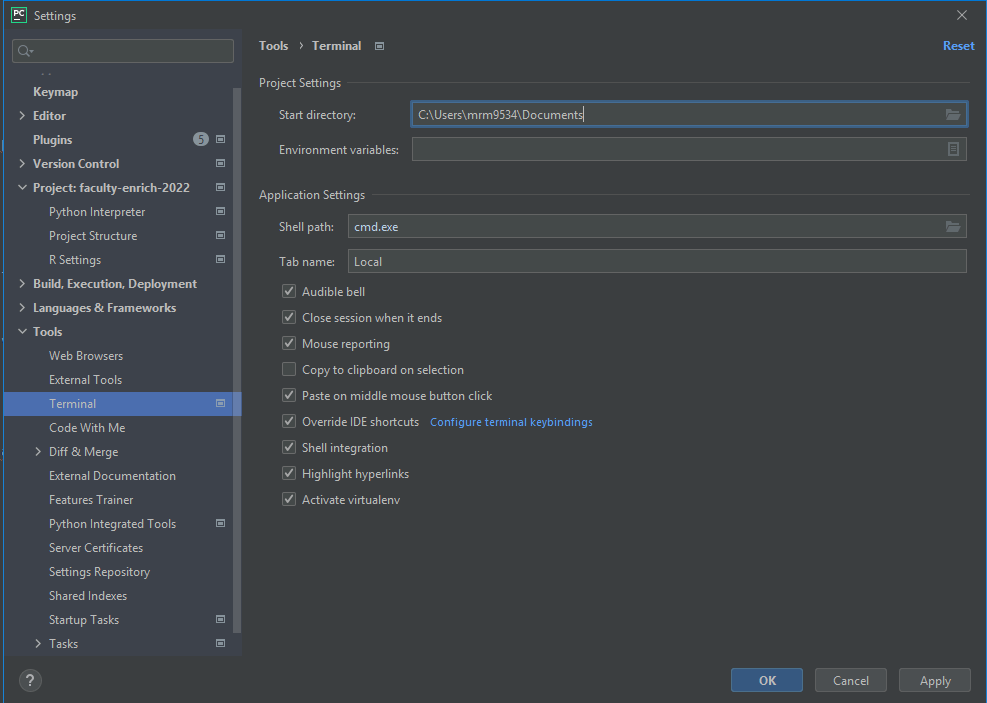 PC Settings
Keymap
Editor
Plugins 5
Version Control
Project: faculty-enrich-2022
Python Interpreter
Project Structure
R Settings
Build, Execution, Deployment
Languages & Frameworks
Tools
Web Browsers
External Tools
Terminal
Code With Me
Diff & Merge
External Documentation
Features Trainer
Python Integrated Tools
Server Certificates
Settings Repository
Shared Indexes
Startup Tasks
Tasks
?
Tools › Terminal Reset
Project Settings
Start directory: C:\Users\mrm9534\Documents
Environment variables:
Application Settings
Shell path: cmd.exe
Tab name: Local
Audible bell
Close session when it ends
Mouse reporting
Copy to clipboard on selection
Paste on middle mouse button click
Override IDE shortcuts Configure terminal keybindings
Shell integration
Highlight hyperlinks
Activate virtualenv
OK Cancel Apply